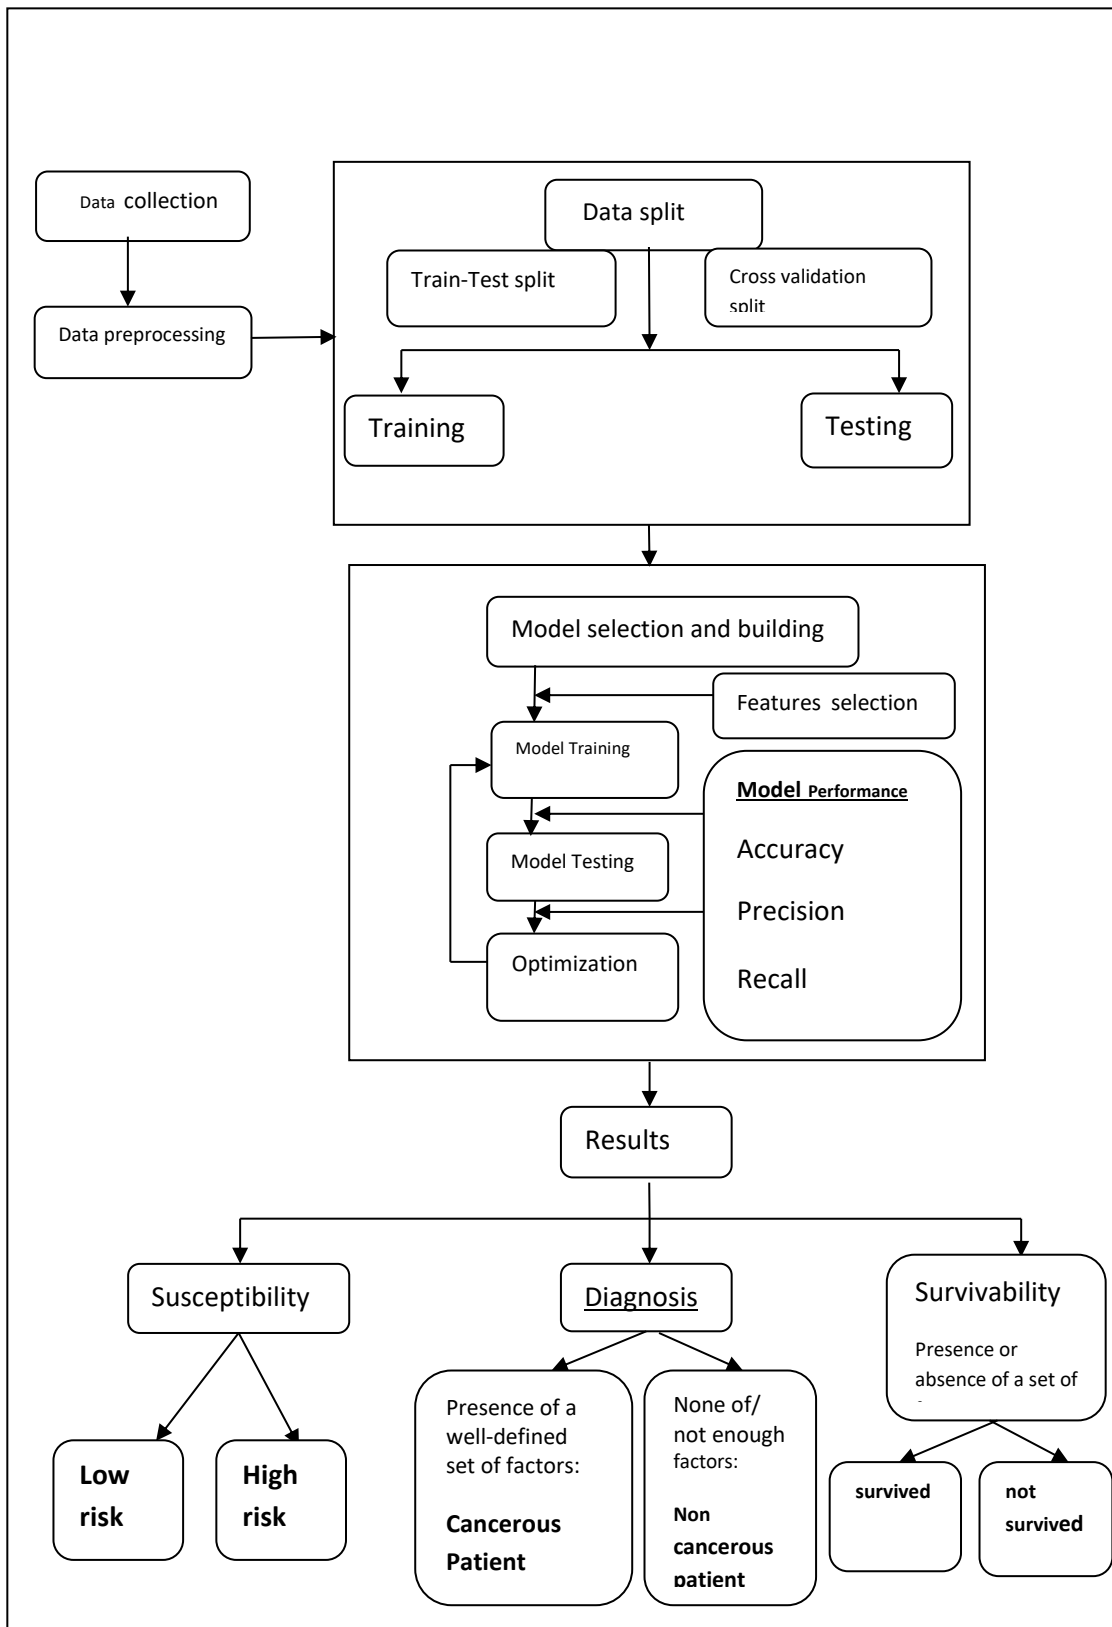 Data collection
Data preprocessing
Data split
Train-Test split
Cross validation
split
Training
Testing
Model selection and building
Features selection
Model Training
Model Performance
Accuracy
Precision
Recall
Model Testing
Optimization
Results
Susceptibility
Low
risk
High
risk
Diagnosis
Presence of a
well-defined
set of factors:
Cancerous
Patient
None of/
not enough
factors:
Non
cancerous
patient
Survivability
Presence or
absence of a set of
survived
not
survived